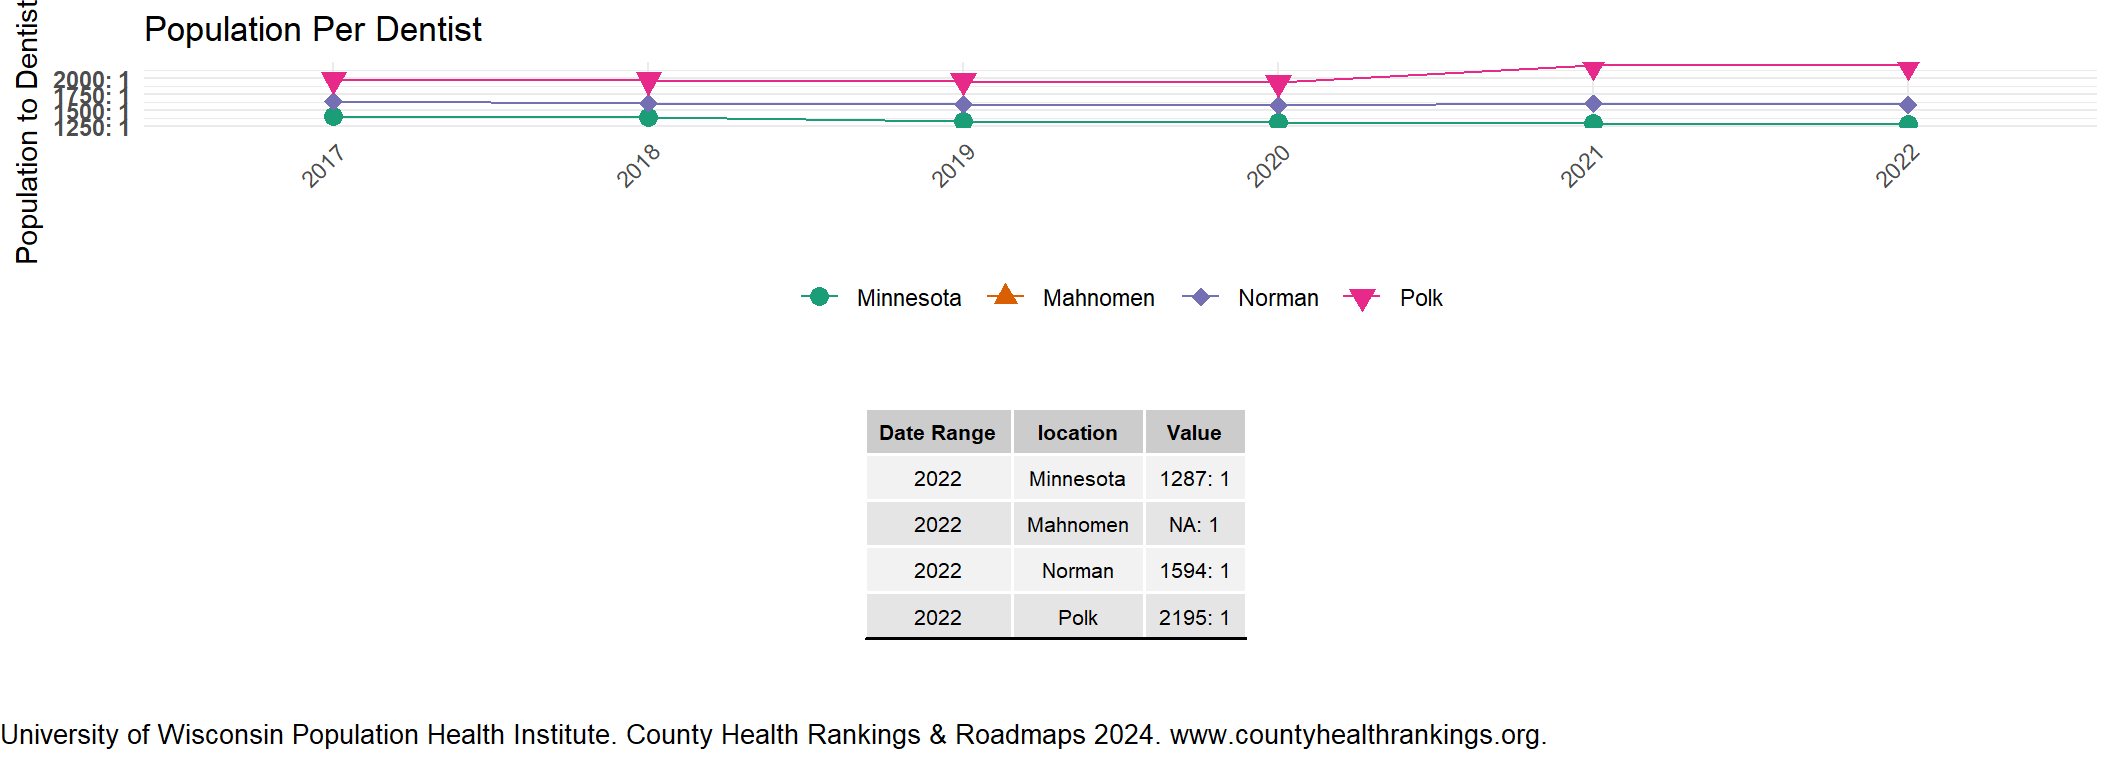 Population Per Dentist
Population to Dentist
2000: 1
1750: 1
1500: 1
1250: 1
2017
2018
2019
2020
2021
2022
Minnesota
Mahnomen
Norman
Polk
Date Range location Value
2022 Minnesota 1287: 1
2022 Mahnomen NA: 1
2022 Norman 1594: 1
2022 Polk 2195: 1
University of Wisconsin Population Health Institute. County Health Rankings & Roadmaps 2024. www.countyhealthrankings.org.